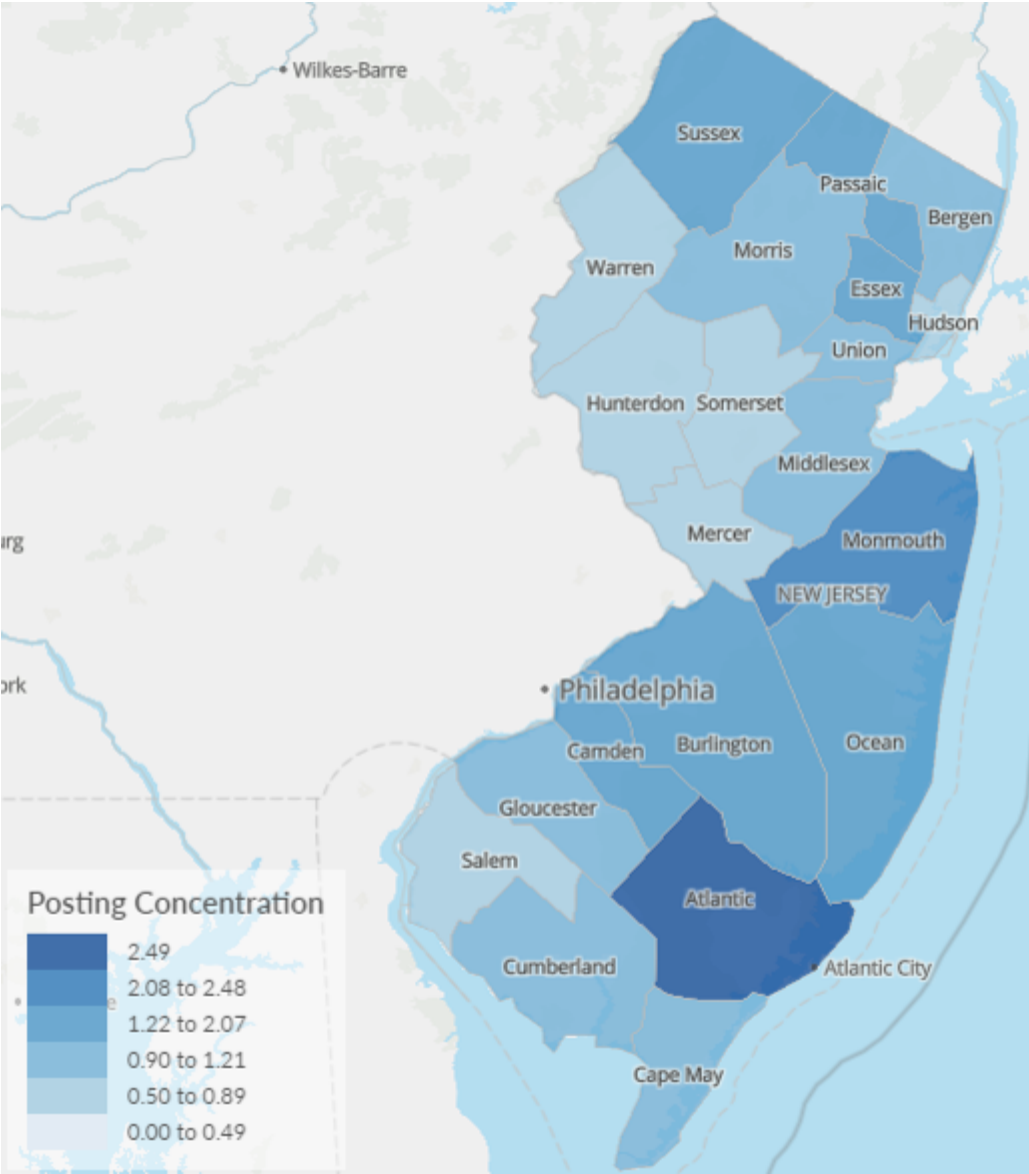 Wilkes-Barre
Sussex
Passaic
Bergen
Morris
Warren
Essex
Hudson
Union
Hunterdon
Somerset
Middlesex
Mercer
Monmouth
urg
NEW JERSEY
ork
Philadelphia
Camden
Burlington
Ocean
Gloucester
Salem
Atlantic
Cumberland
Atlantic City
Cape May
Posting Concentration
2.49
2.08 to 2.48
1.22 to 2.07
0.90 to 1.21
0.50 to 0.89
0.00 to 0.49